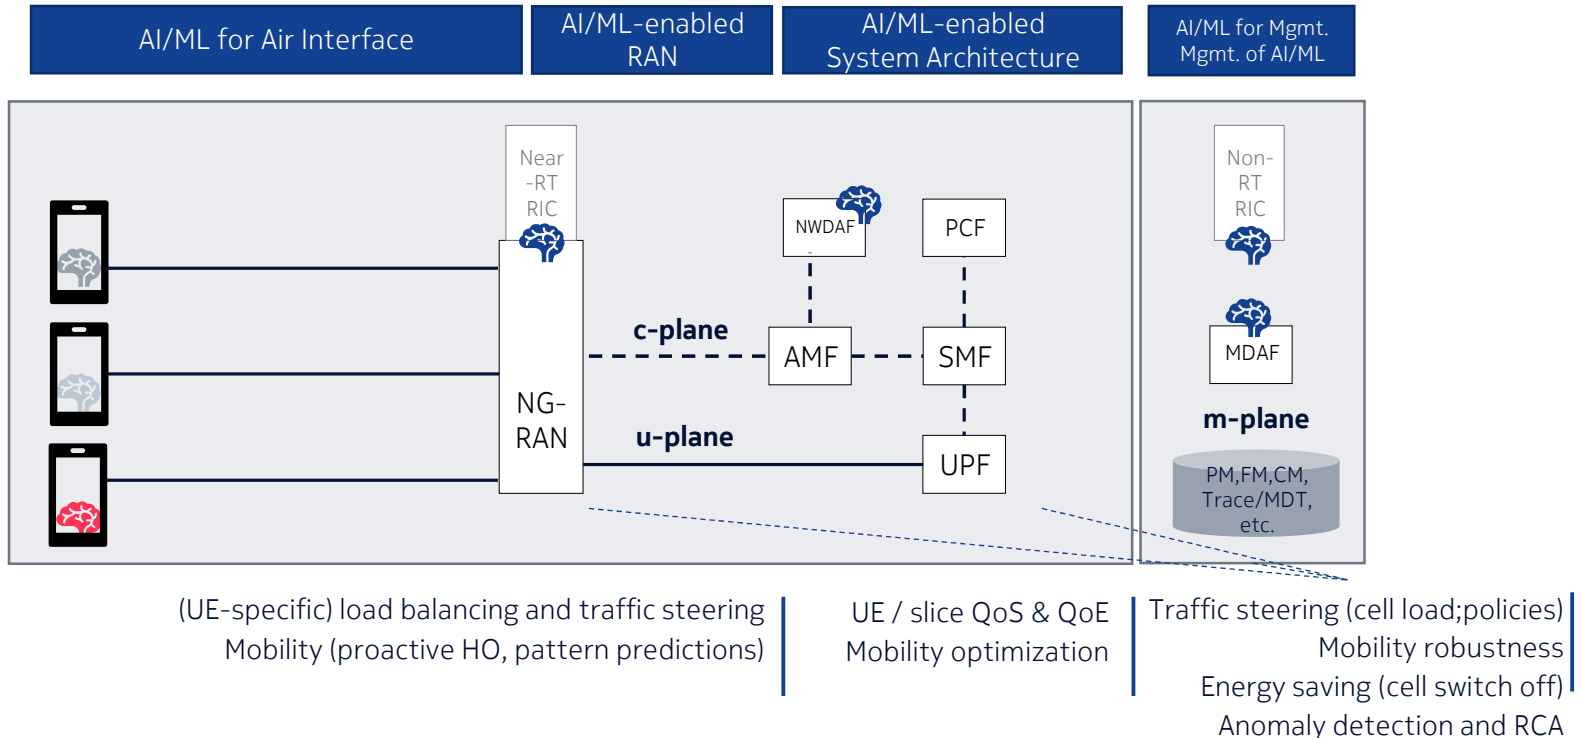 AI/ML for Air Interface
AI/ML-enabled
RAN
AI/ML-enabled
System Architecture
AI/ML for Mgmt.
Mgmt. of AI/ML
Near
-RT
RIC
NG-
RAN
c-plane
u-plane
NWDAF
PCF
AMF
SMF
UPF
Non-
RT
RIC
MDAF
m-plane
PM,FM,CM,
Trace/MDT,
etc.
(UE-specific) load balancing and traffic steering
Mobility (proactive HO, pattern predictions)
UE / slice QoS & QoE
Mobility optimization
Traffic steering (cell load;policies)
Mobility robustness
Energy saving (cell switch off)
Anomaly detection and RCA